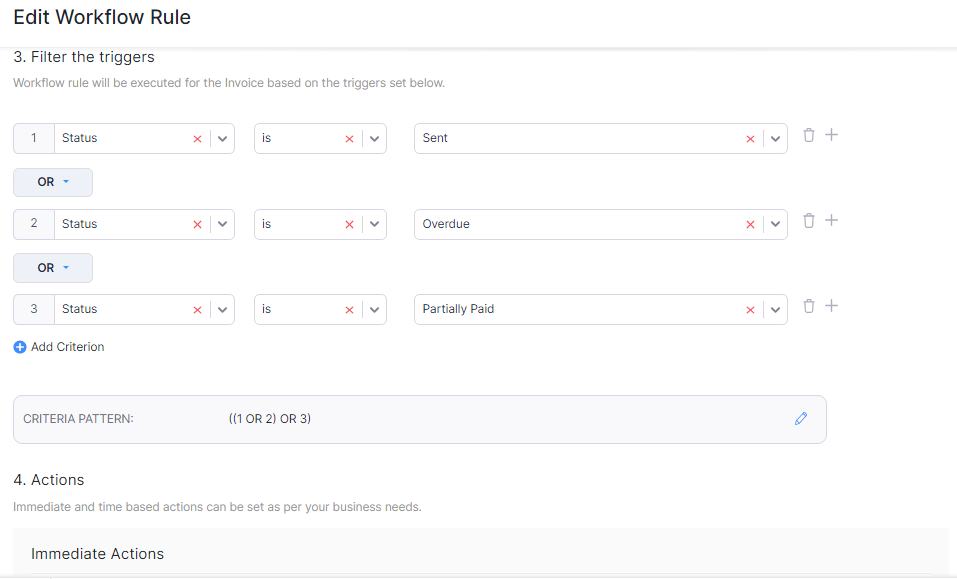 Edit Workflow Rule
3. Filter the triggers
Workflow rule will be executed for the Invoice based on the triggers set below.
1 Status is Sent
OR
2 Status is Overdue
OR
3 Status is Partially Paid
Add Criterion
CRITERIA PATTERN: ((1 OR 2) OR 3)
4. Actions
Immediate and time based actions can be set as per your business needs.
Immediate Actions